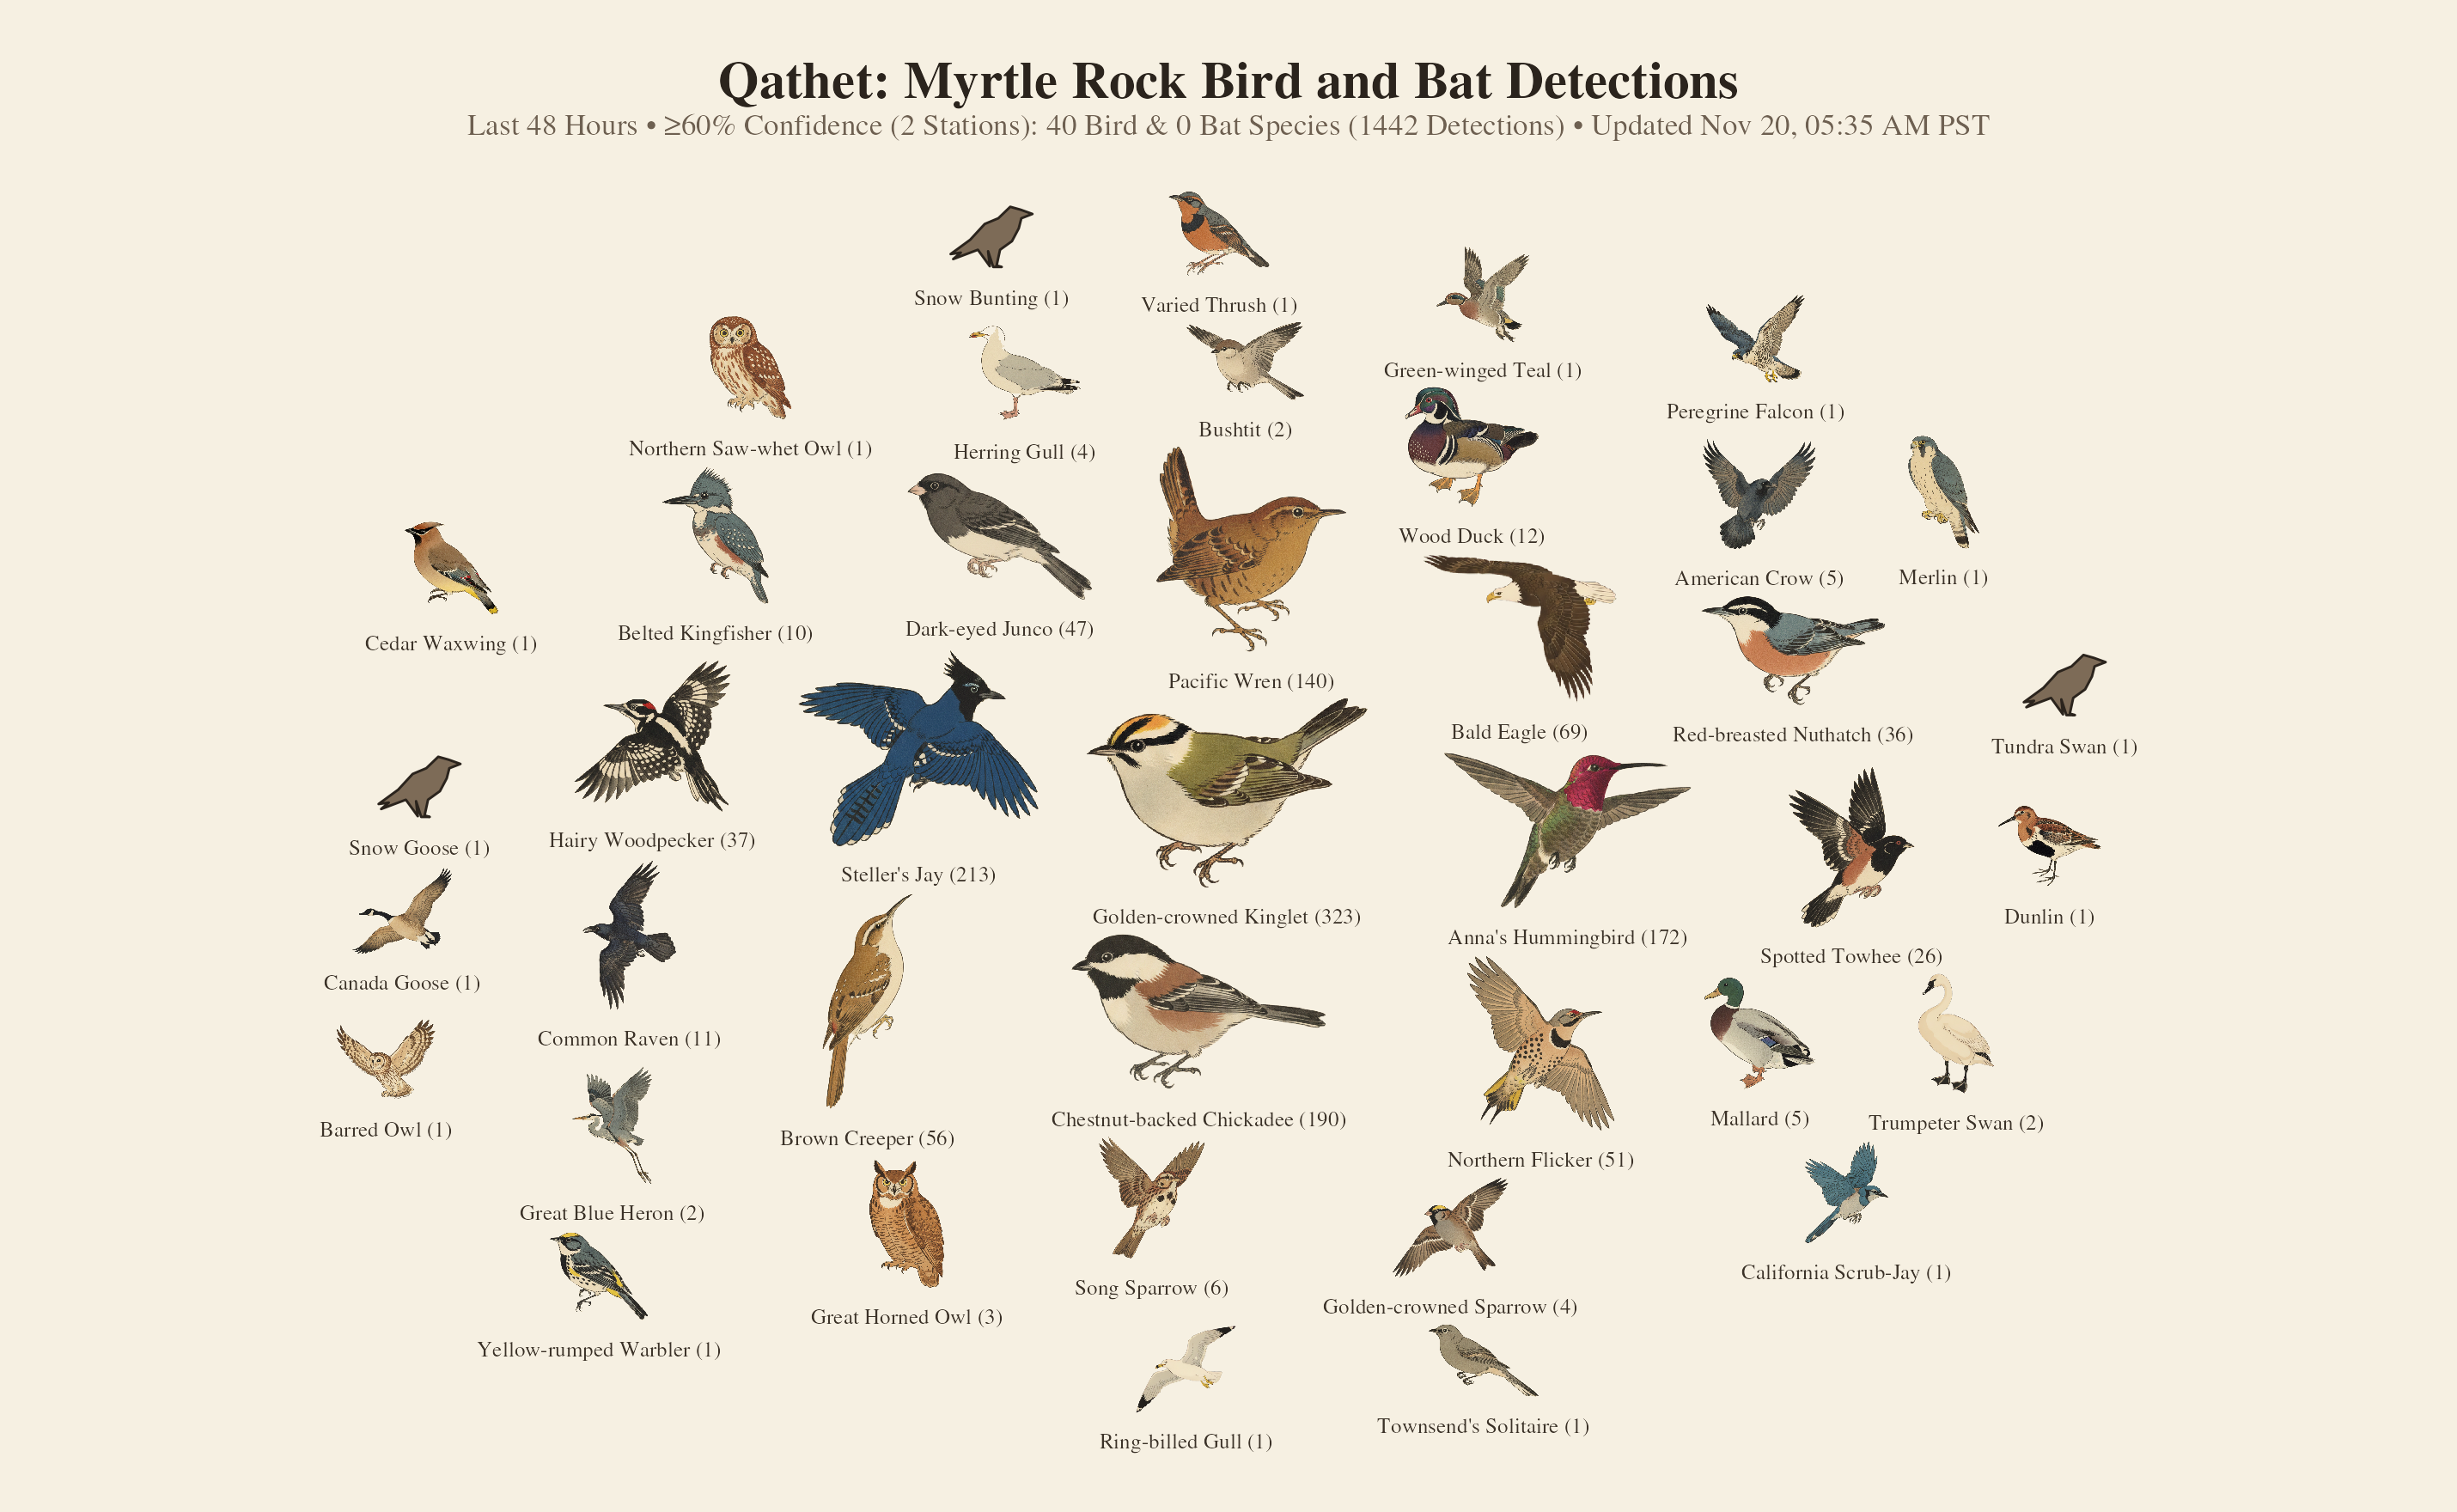 Qathet: Myrtle Rock Bird and Bat Detections
Last 48 Hours • ≥60% Confidence (2 Stations): 40 Bird & 0 Bat Species (1442 Detections) • Updated Nov 20, 05:35 AM PST
Snow Bunting (1)
Varied Thrush (1)
Green-winged Teal (1)
Peregrine Falcon (1)
Northern Saw-whet Owl (1)
Herring Gull (4)
Bushtit (2)
Wood Duck (12)
American Crow (5)
Merlin (1)
Cedar Waxwing (1)
Belted Kingfisher (10)
Dark-eyed Junco (47)
Pacific Wren (140)
Bald Eagle (69)
Red-breasted Nuthatch (36)
Tundra Swan (1)
Snow Goose (1)
Hairy Woodpecker (37)
Steller's Jay (213)
Golden-crowned Kinglet (323)
Anna's Hummingbird (172)
Spotted Towhee (26)
Dunlin (1)
Canada Goose (1)
Common Raven (11)
Brown Creeper (56)
Chestnut-backed Chickadee (190)
Northern Flicker (51)
Mallard (5)
Trumpeter Swan (2)
Barred Owl (1)
Great Blue Heron (2)
Great Horned Owl (3)
Song Sparrow (6)
Golden-crowned Sparrow (4)
California Scrub-Jay (1)
Yellow-rumped Warbler (1)
Ring-billed Gull (1)
Townsend's Solitaire (1)